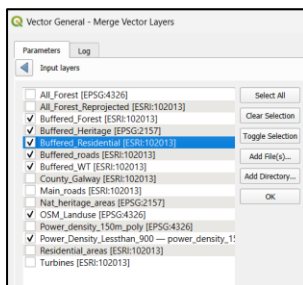 Vector General - Merge Vector Layers
Parameters Log
Input layers
All_Forest [EPSG:4326]
All_Forest_Reprojected [ESRI:102013]
Buffered_Forest [ESRI:102013]
Buffered_Heritage [EPSG:2157]
Buffered_Residential [ESRI:102013]
Buffered_roads [ESRI:102013]
Buffered_WT [ESRI:102013]
County_Galway [ESRI:102013]
Main_roads [ESRI:102013]
Nat_heritage_areas [EPSG:2157]
OSM_Landuse [EPSG:4326]
Power_density_150m_poly [EPSG:4326]
Power_Density_Lessthan_900 — power_density_15
Residential_areas [ESRI:102013]
Turbines [ESRI:102013]
Select All
Clear Selection
Toggle Selection
Add File(s)...
Add Directory...
OK